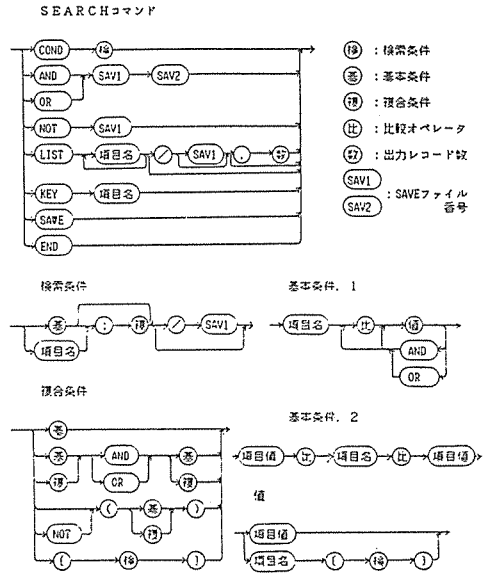 SEARCHコマンド
COND 検
AND SAV1 SAV2
OR
NOT SAV1
LIST 項目名 / SAV1 , 数
KEY 項目名
SAVE
END
検 : 検索条件
基 : 基本条件
複 : 複合条件
比 : 比較オペレータ
数 : 出力レコード数
SAV1
SAV2 : SAVEファイル
番号
検索条件
基 : 複 / SAV1
項目名
基本条件. 1
項目名 比 値
AND
OR
複合条件
基
基 AND 基
複 OR 複
( 基 )
NOT 複
[ 検 ]
基本条件. 2
項目値 比 項目名 比 項目値
値
項目値
項目名 [ 検 ]